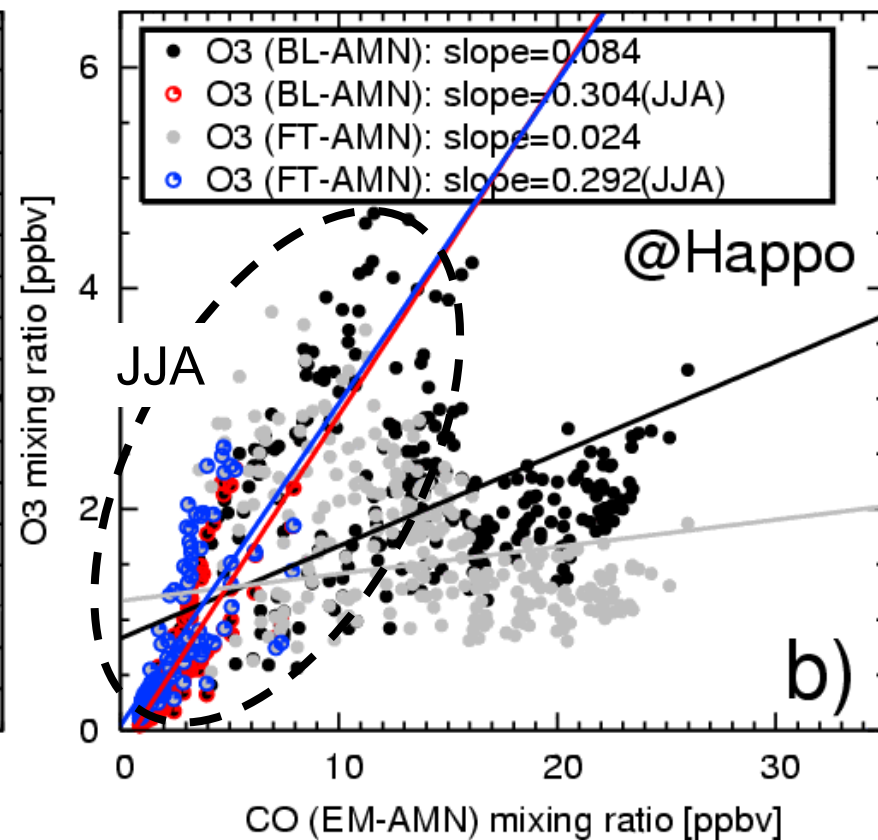 O3 (BL-AMN): slope=0.084
O3 (BL-AMN): slope=0.304(JJA)
O3 (FT-AMN): slope=0.024
O3 (FT-AMN): slope=0.292(JJA)
@Happo
JJA
b)
6
4
2
0
O3 mixing ratio [ppbv]
0 10 20 30
CO (EM-AMN) mixing ratio [ppbv]